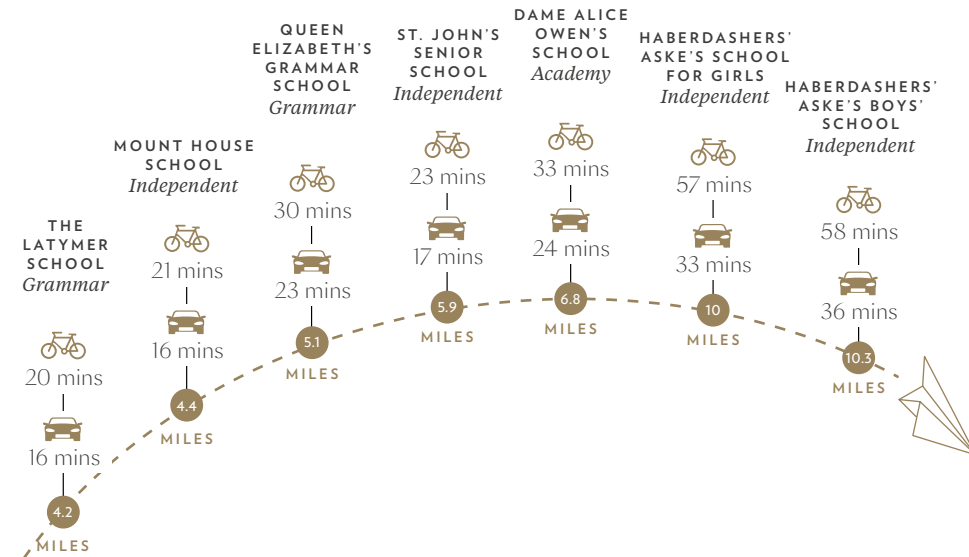 THE
LATYMER
SCHOOL
Grammar
20 mins
16 mins
4.2
MILES
MOUNT HOUSE
SCHOOL
Independent
21 mins
16 mins
4.4
MILES
QUEEN
ELIZABETH'S
GRAMMAR
SCHOOL
Grammar
30 mins
23 mins
5.1
MILES
ST. JOHN'S
SENIOR
SCHOOL
Independent
23 mins
17 mins
5.9
MILES
DAME ALICE
OWEN'S
SCHOOL
Academy
33 mins
24 mins
6.8
MILES
HABERDASHERS'
ASKE'S SCHOOL
FOR GIRLS
Independent
57 mins
33 mins
10
MILES
HABERDASHERS'
ASKE'S BOYS'
SCHOOL
Independent
58 mins
36 mins
10.3
MILES